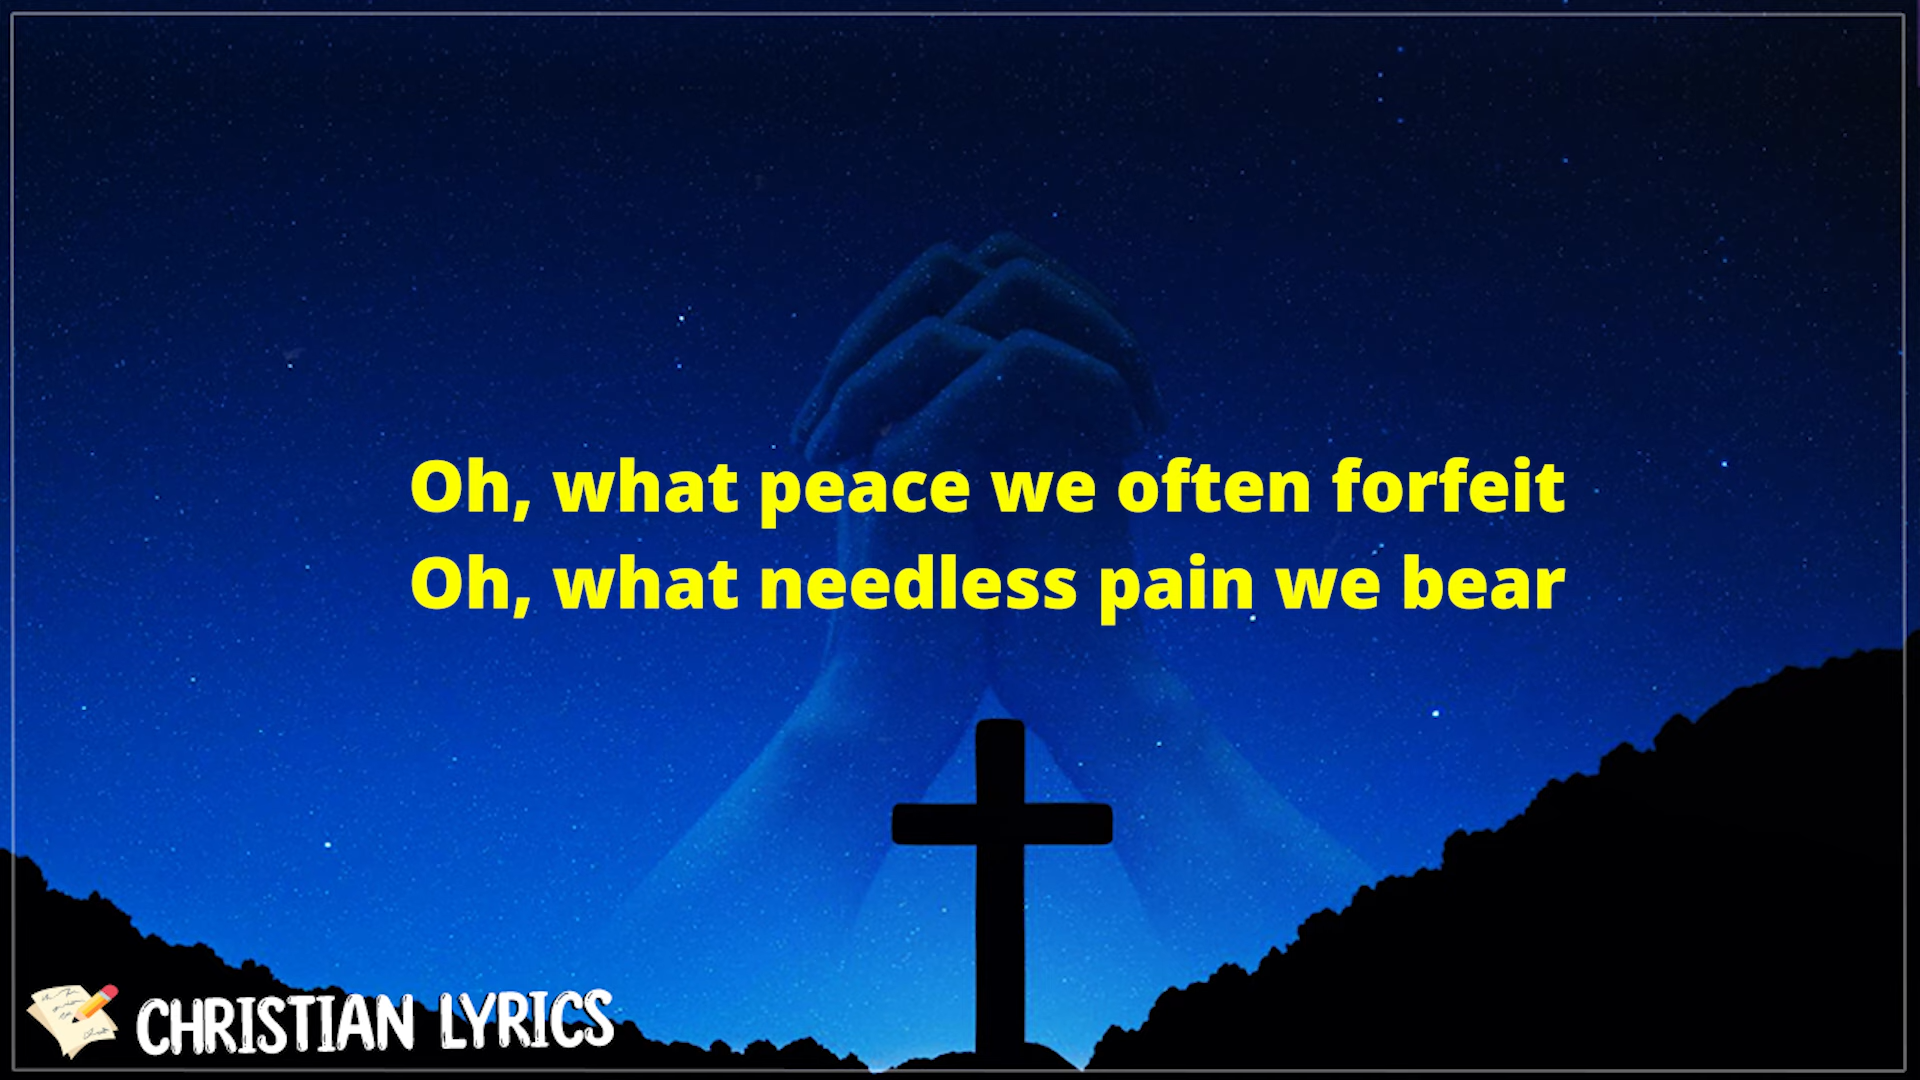 Oh, what peace we often forfeit
Oh, what needless pain we bear
CHRISTIAN LYRICS